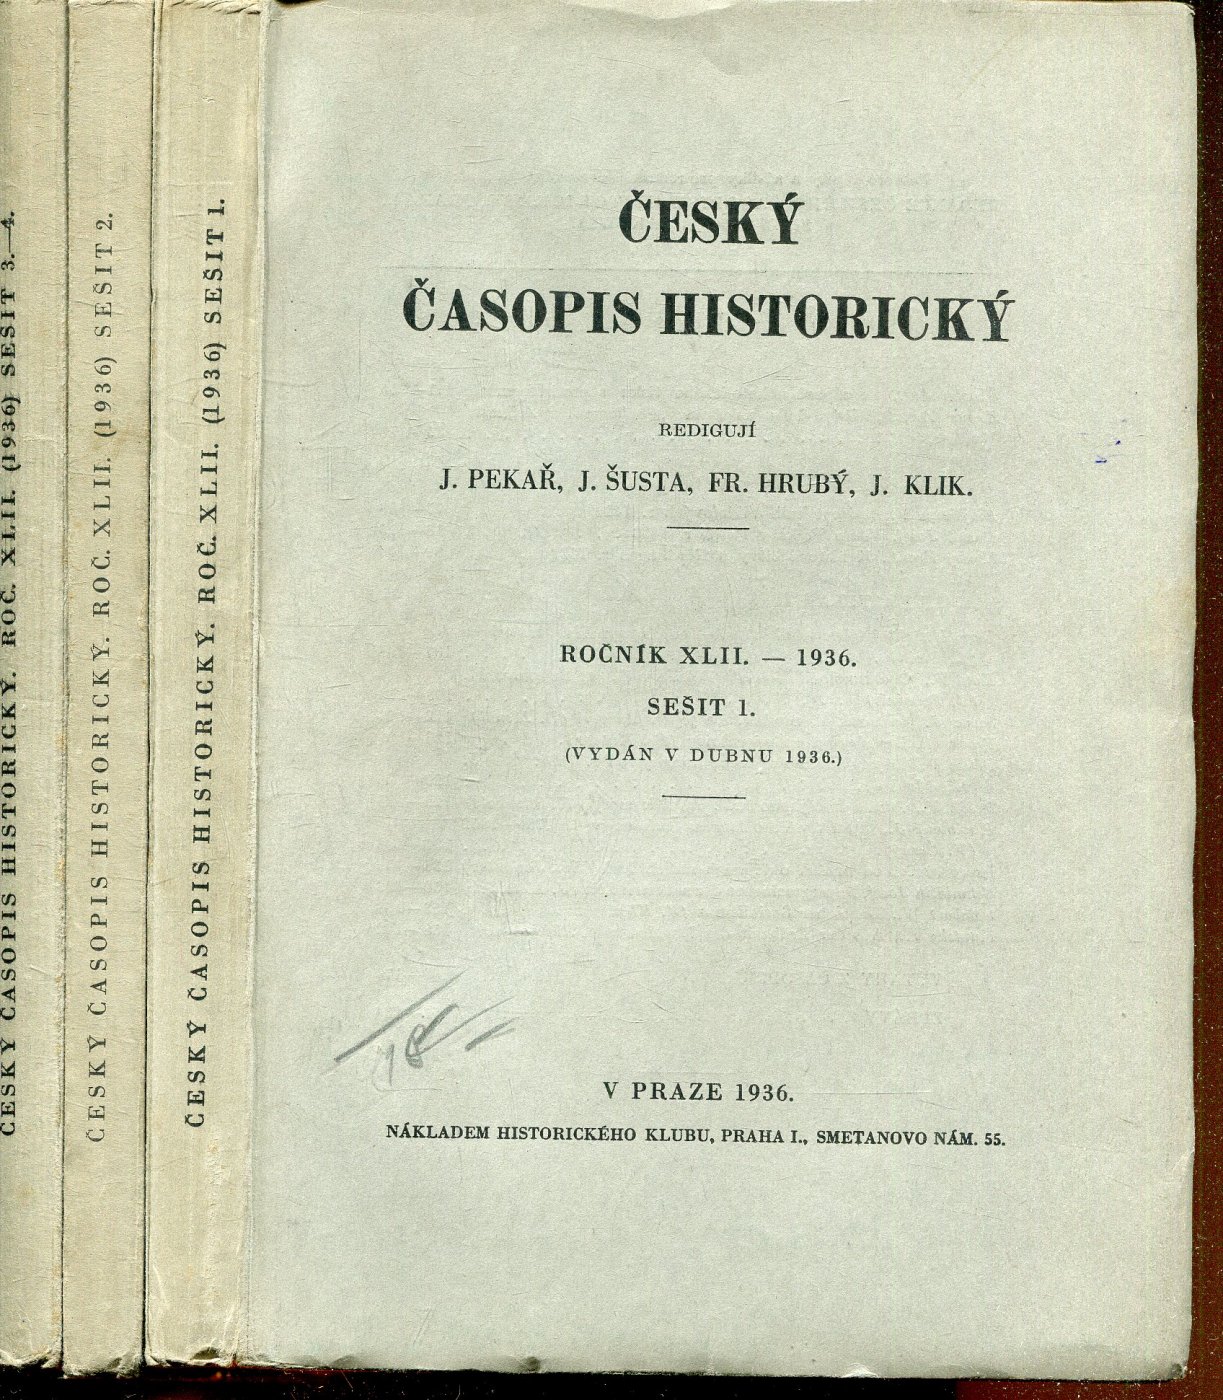 ČESKÝ ČASOPIS HISTORICKÝ. ROČ. XLII. (1936) SEŠIT 3.—4.
ČESKÝ ČASOPIS HISTORICKÝ. ROČ. XLII. (1936) SEŠIT 2.
ČESKÝ ČASOPIS HISTORICKÝ. ROČ. XLII. (1936) SEŠIT 1.
ČESKÝ
ČASOPIS HISTORICKÝ
REDIGUJÍ
J. PEKAŘ, J. ŠUSTA, FR. HRUBÝ, J. KLIK.
ROČNÍK XLII. — 1936.
SEŠIT 1.
(VYDÁN V DUBNU 1936.)
V PRAZE 1936.
NÁKLADEM HISTORICKÉHO KLUBU, PRAHA I., SMETANOVO NÁM. 55.